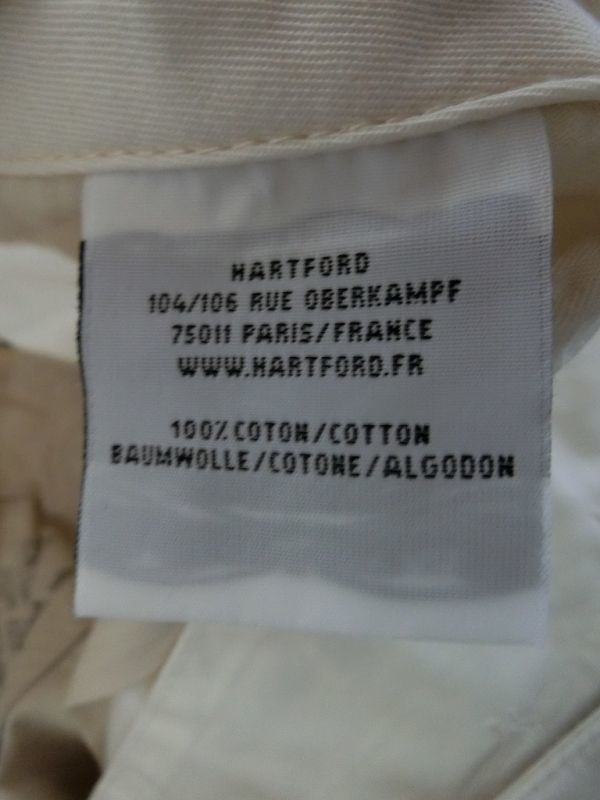 HARTFORD
104/106 RUE OBERKAMPF
75011 PARIS/FRANCE
WWW.HARTFORD.FR
100% COTON/COTTON
BAUMWOLLE/COTONE/ALGODON